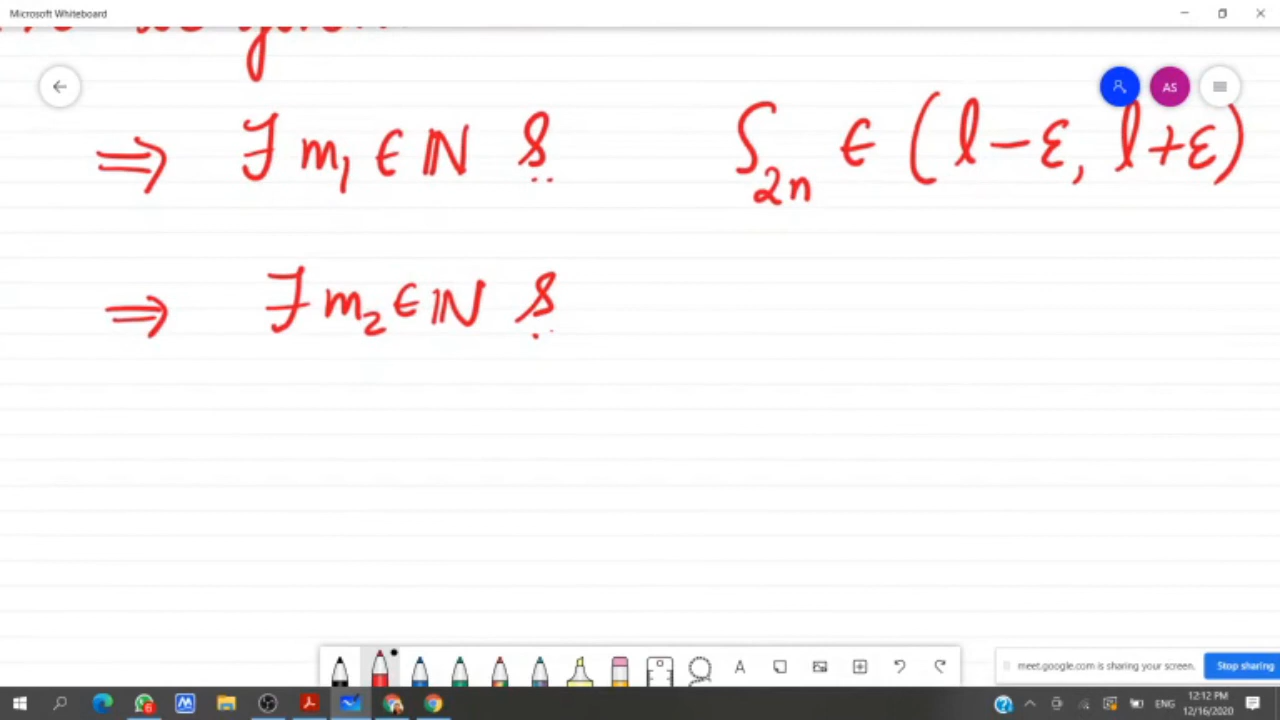 Microsoft Whiteboard
AS
⇒ ∃ m₁ ∈ ℕ S S₂ₙ ∈ (l-ε, l+ε)
⇒ ∃ m₂ ∈ ℕ S
A
meet.google.com is sharing your screen.
Stop sharing
ENG
12:12 PM
12/16/2020